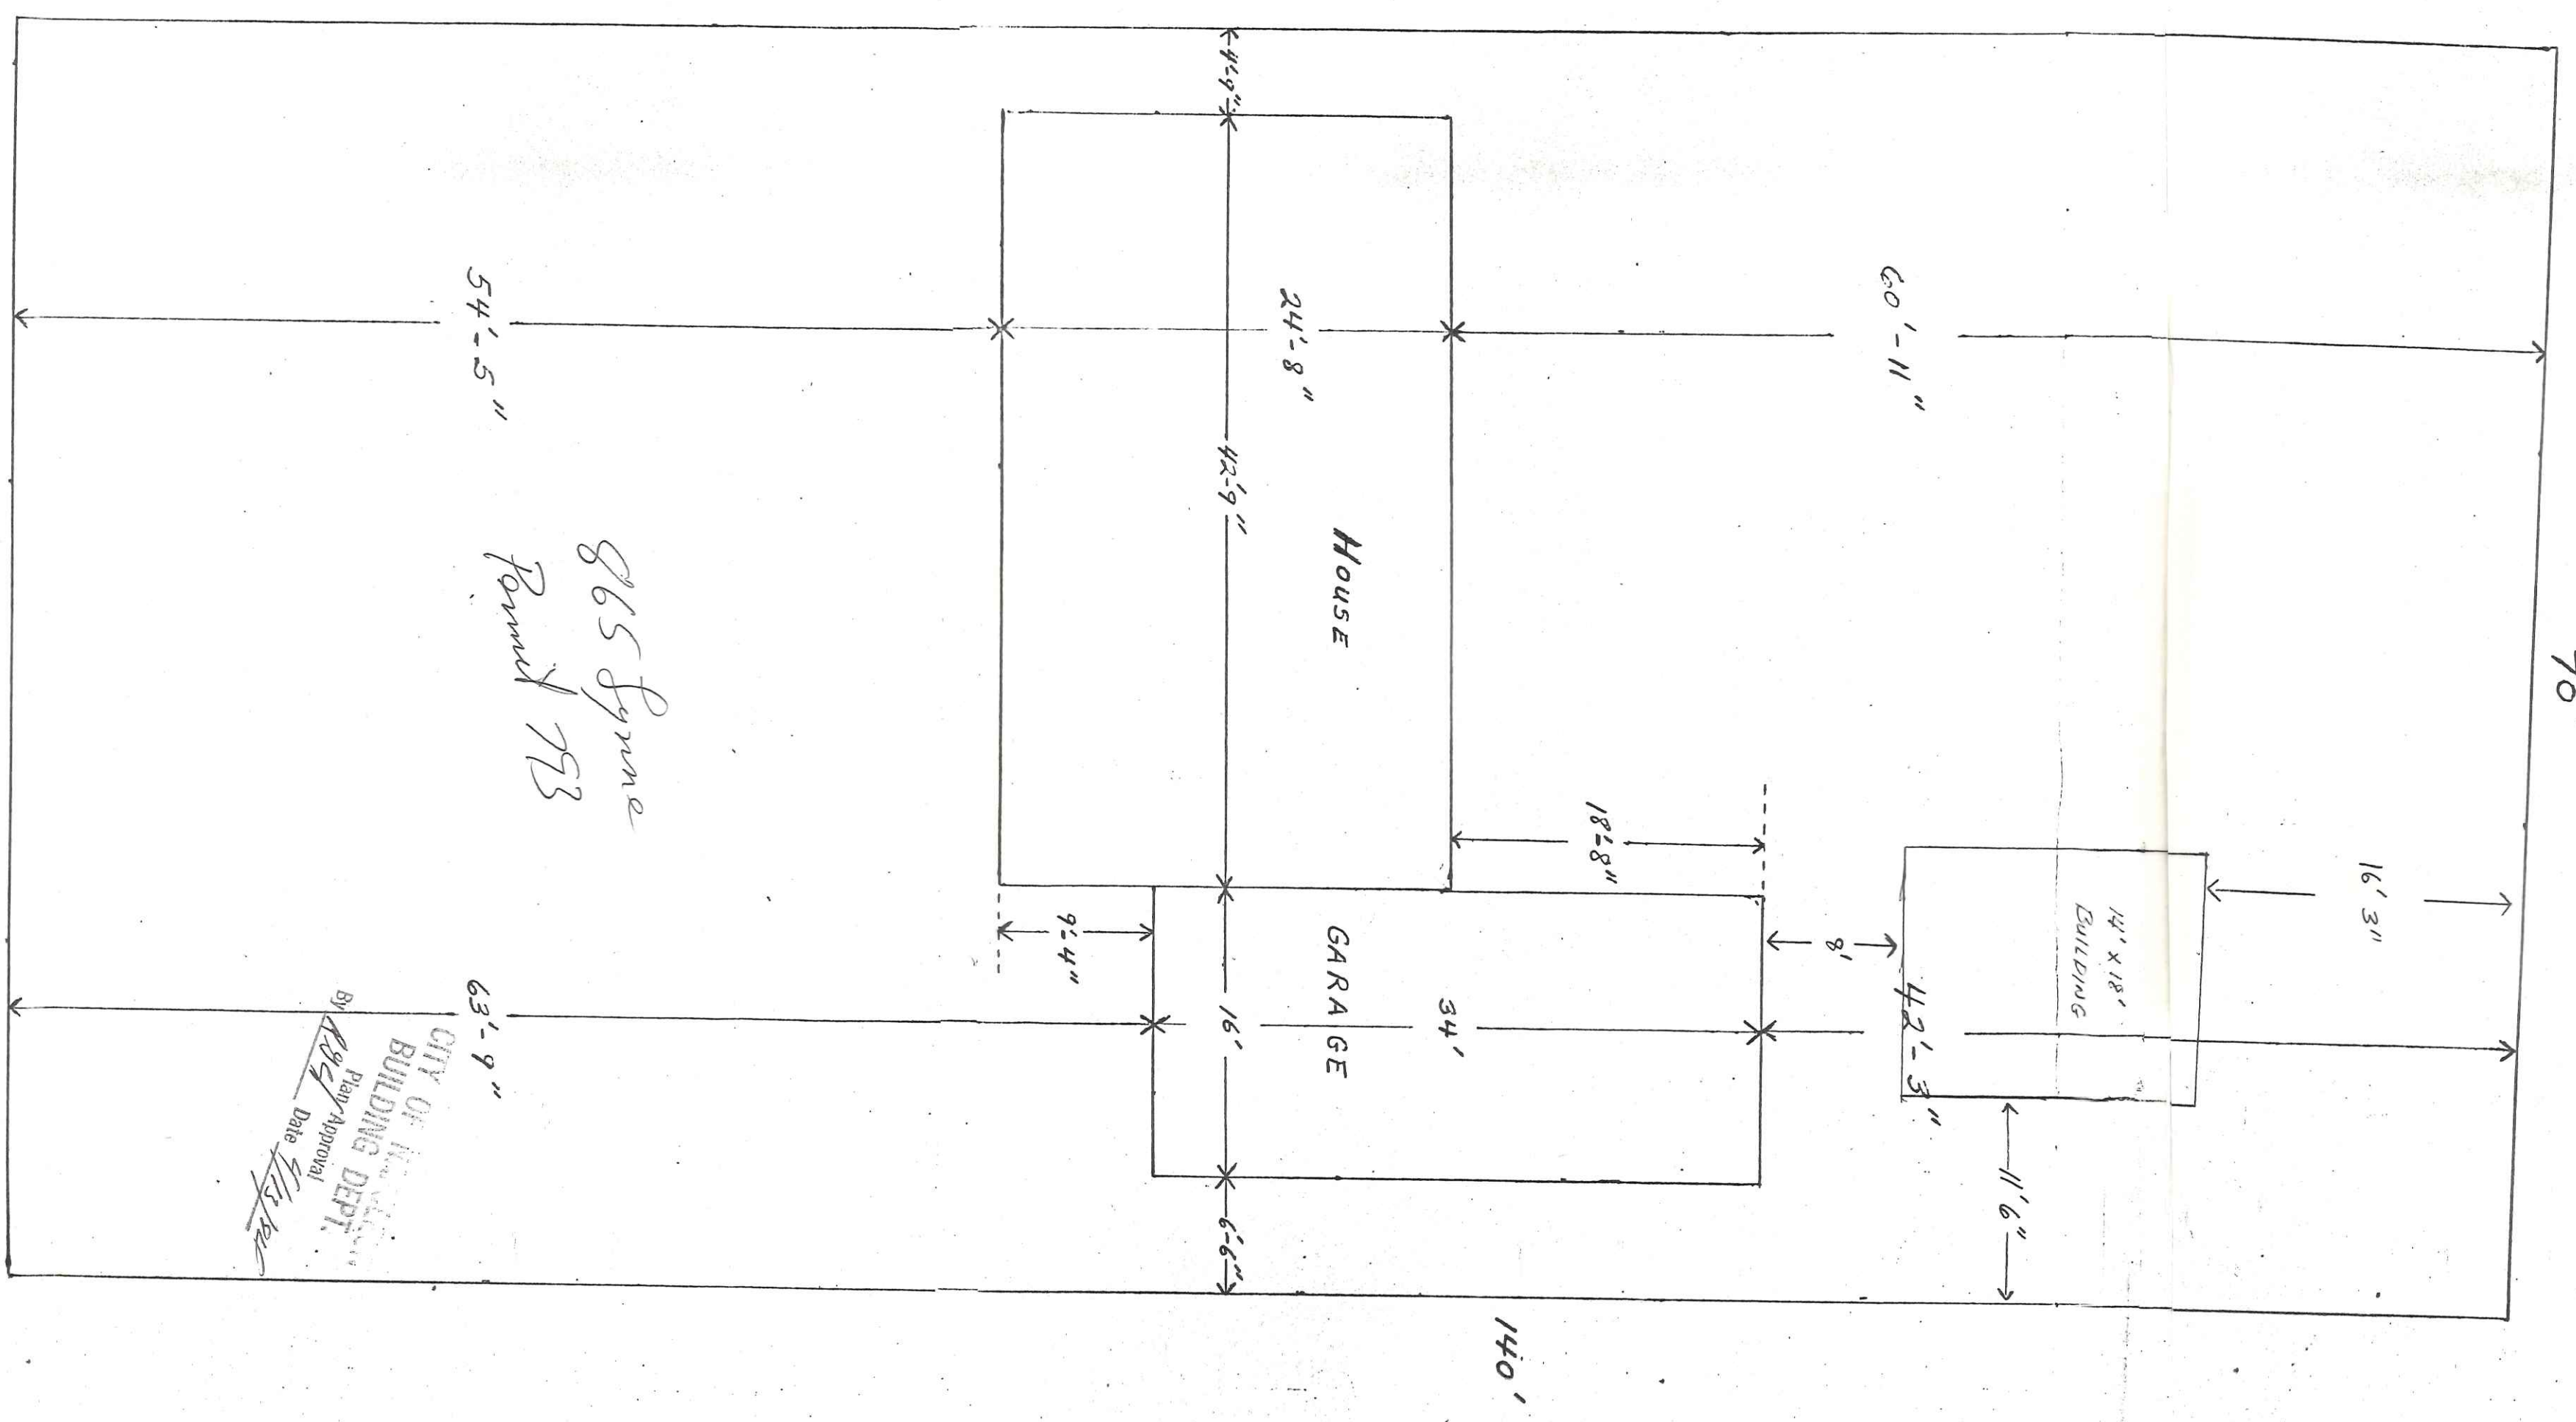 70
16' 3"
14' x 18'
BUILDING
11' 6"
42'-3"
8'
60'-11"
18'-8"
140'
34'
GARAGE
HOUSE
24'-8"
4'-9"
42'-9"
16'
6'-6"
9'-4"
865 Lynne
Permit 793
54'-5"
63'-9"
CITY OF
BUILDING DEPT.
Plan Approval
By
Date